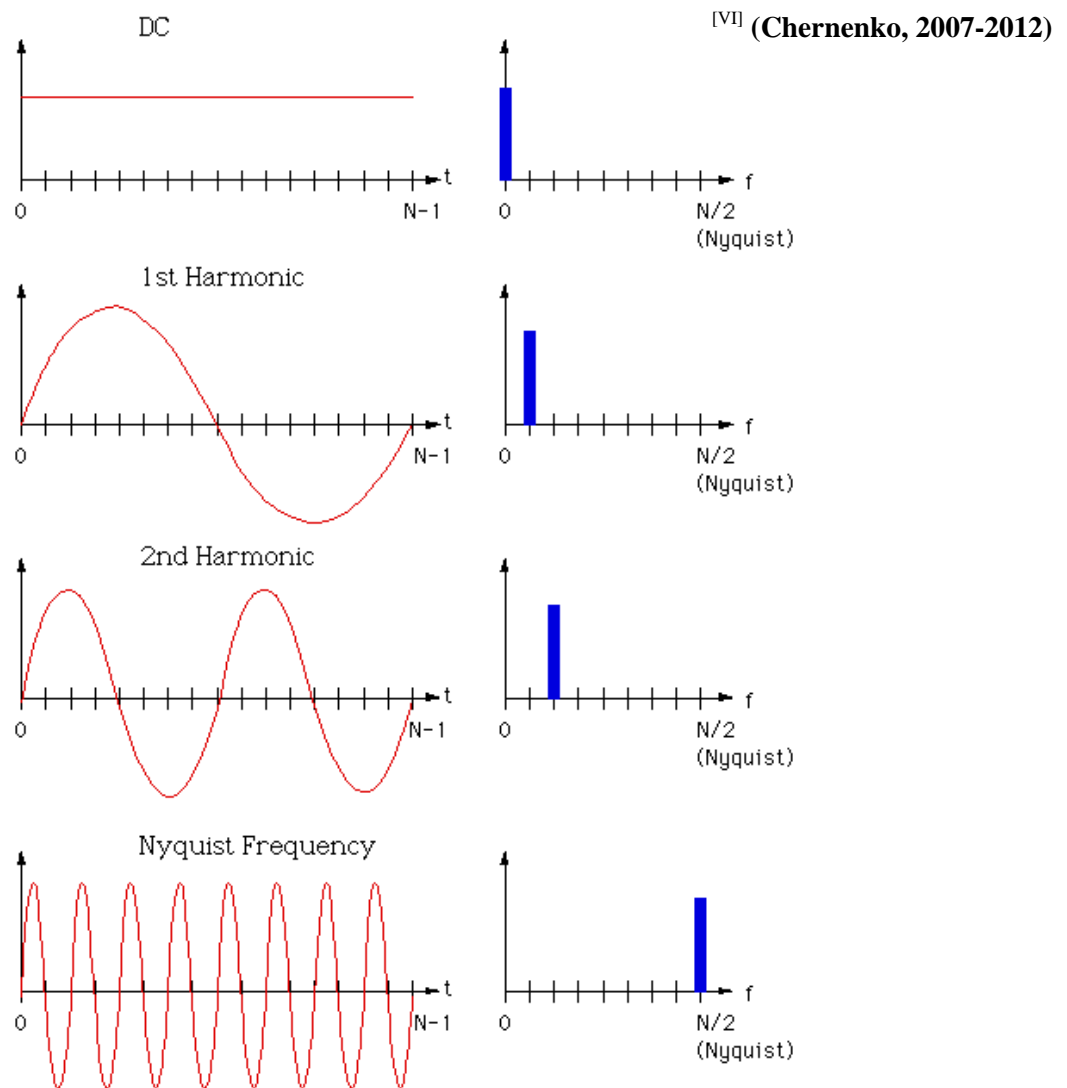 DC
[VI] (Chernenko, 2007-2012)
t
0
N-1
f
0
N/2
(Nyquist)
1st Harmonic
t
0
N-1
f
0
N/2
(Nyquist)
2nd Harmonic
t
0
N-1
f
0
N/2
(Nyquist)
Nyquist Frequency
t
0
N-1
f
0
N/2
(Nyquist)